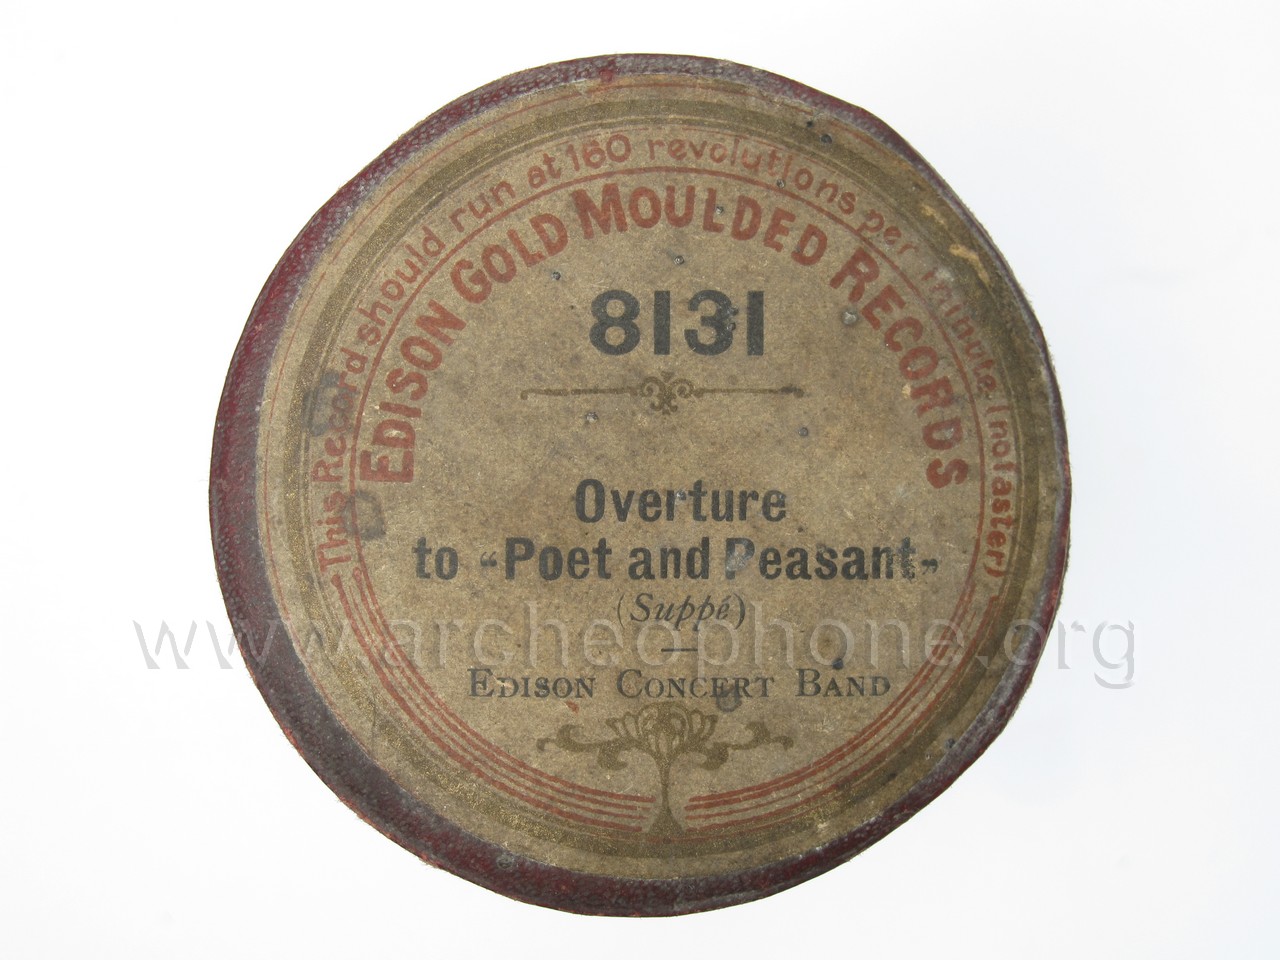 This Record should run at 160 revolutions per minute (no faster)
EDISON GOLD MOULDED RECORDS
8131
Overture
to "Poet and Peasant"
(Suppé)
EDISON CONCERT BAND
www.archeophone.org